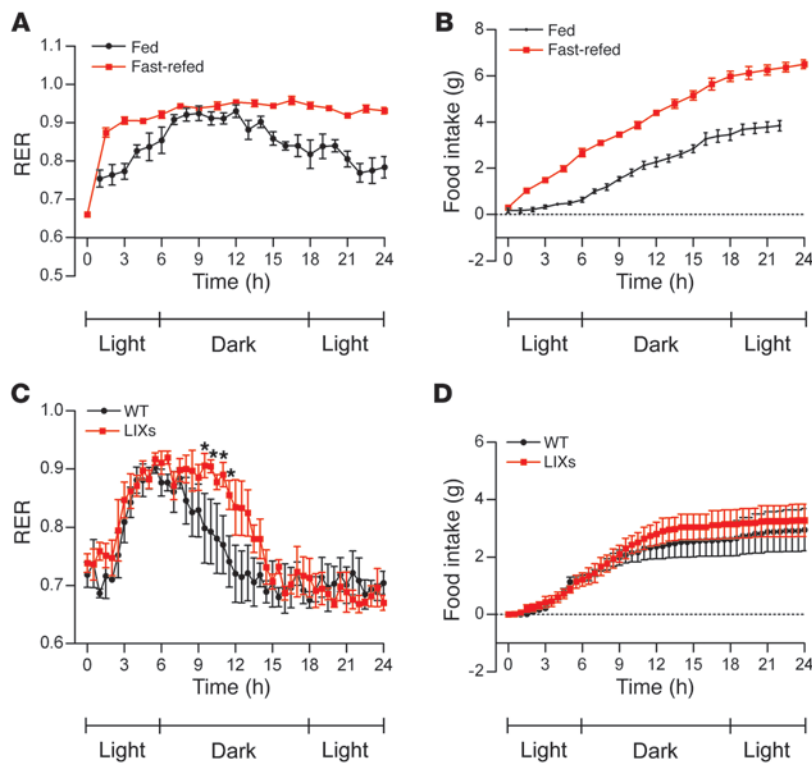 A
Fed
Fast-refed
1.1
1.0
0.9
0.8
0.7
0.6
0.5
RER
0 3 6 9 12 15 18 21 24
Time (h)
Light Dark Light
B
Fed
Fast-refed
8
6
4
2
0
-2
Food intake (g)
0 3 6 9 12 15 18 21 24
Time (h)
Light Dark Light
C
WT
LIXs
1.0
0.9
0.8
0.7
0.6
RER
* * * *
0 3 6 9 12 15 18 21 24
Time (h)
Light Dark Light
D
WT
LIXs
6
4
2
0
-2
Food intake (g)
0 3 6 9 12 15 18 21 24
Time (h)
Light Dark Light